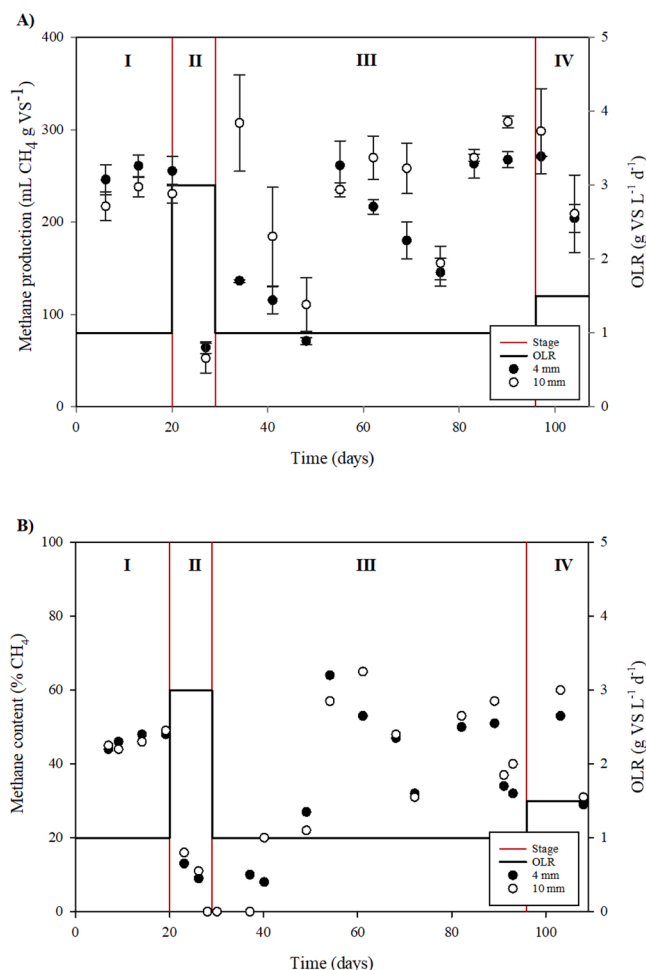 A)
I II III IV
Methane production (mL CH4 g VS-1)
OLR (g VS L-1 d-1)
400
300
200
100
0
5
4
3
2
1
0
Stage
OLR
4 mm
10 mm
0 20 40 60 80 100
Time (days)
B)
I II III IV
Methane content (% CH4)
OLR (g VS L-1 d-1)
100
80
60
40
20
0
5
4
3
2
1
0
Stage
OLR
4 mm
10 mm
0 20 40 60 80 100
Time (days)